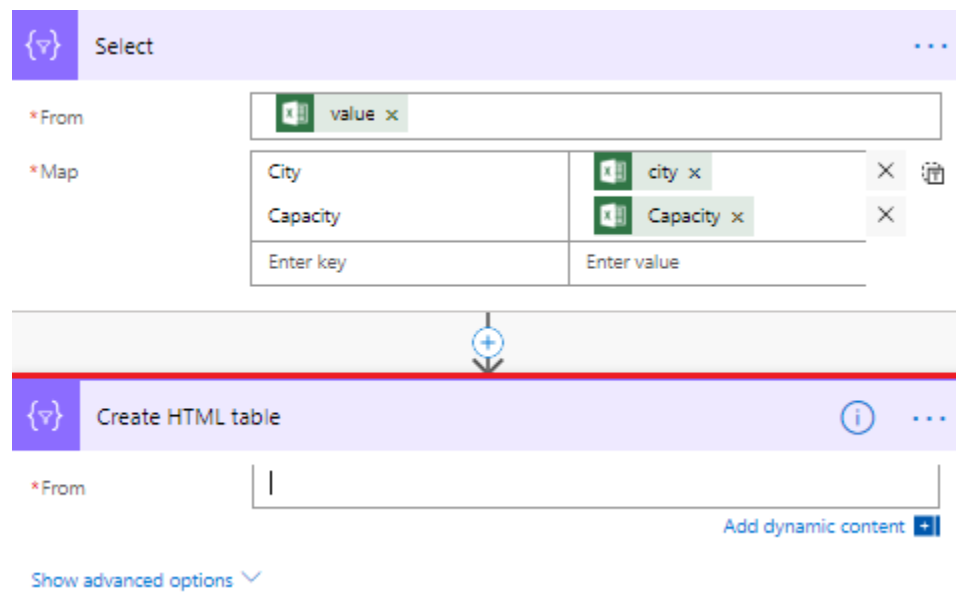 Select
*From value ×
*Map City city ×
Capacity Capacity ×
Enter key Enter value
Create HTML table
*From
Add dynamic content
Show advanced options